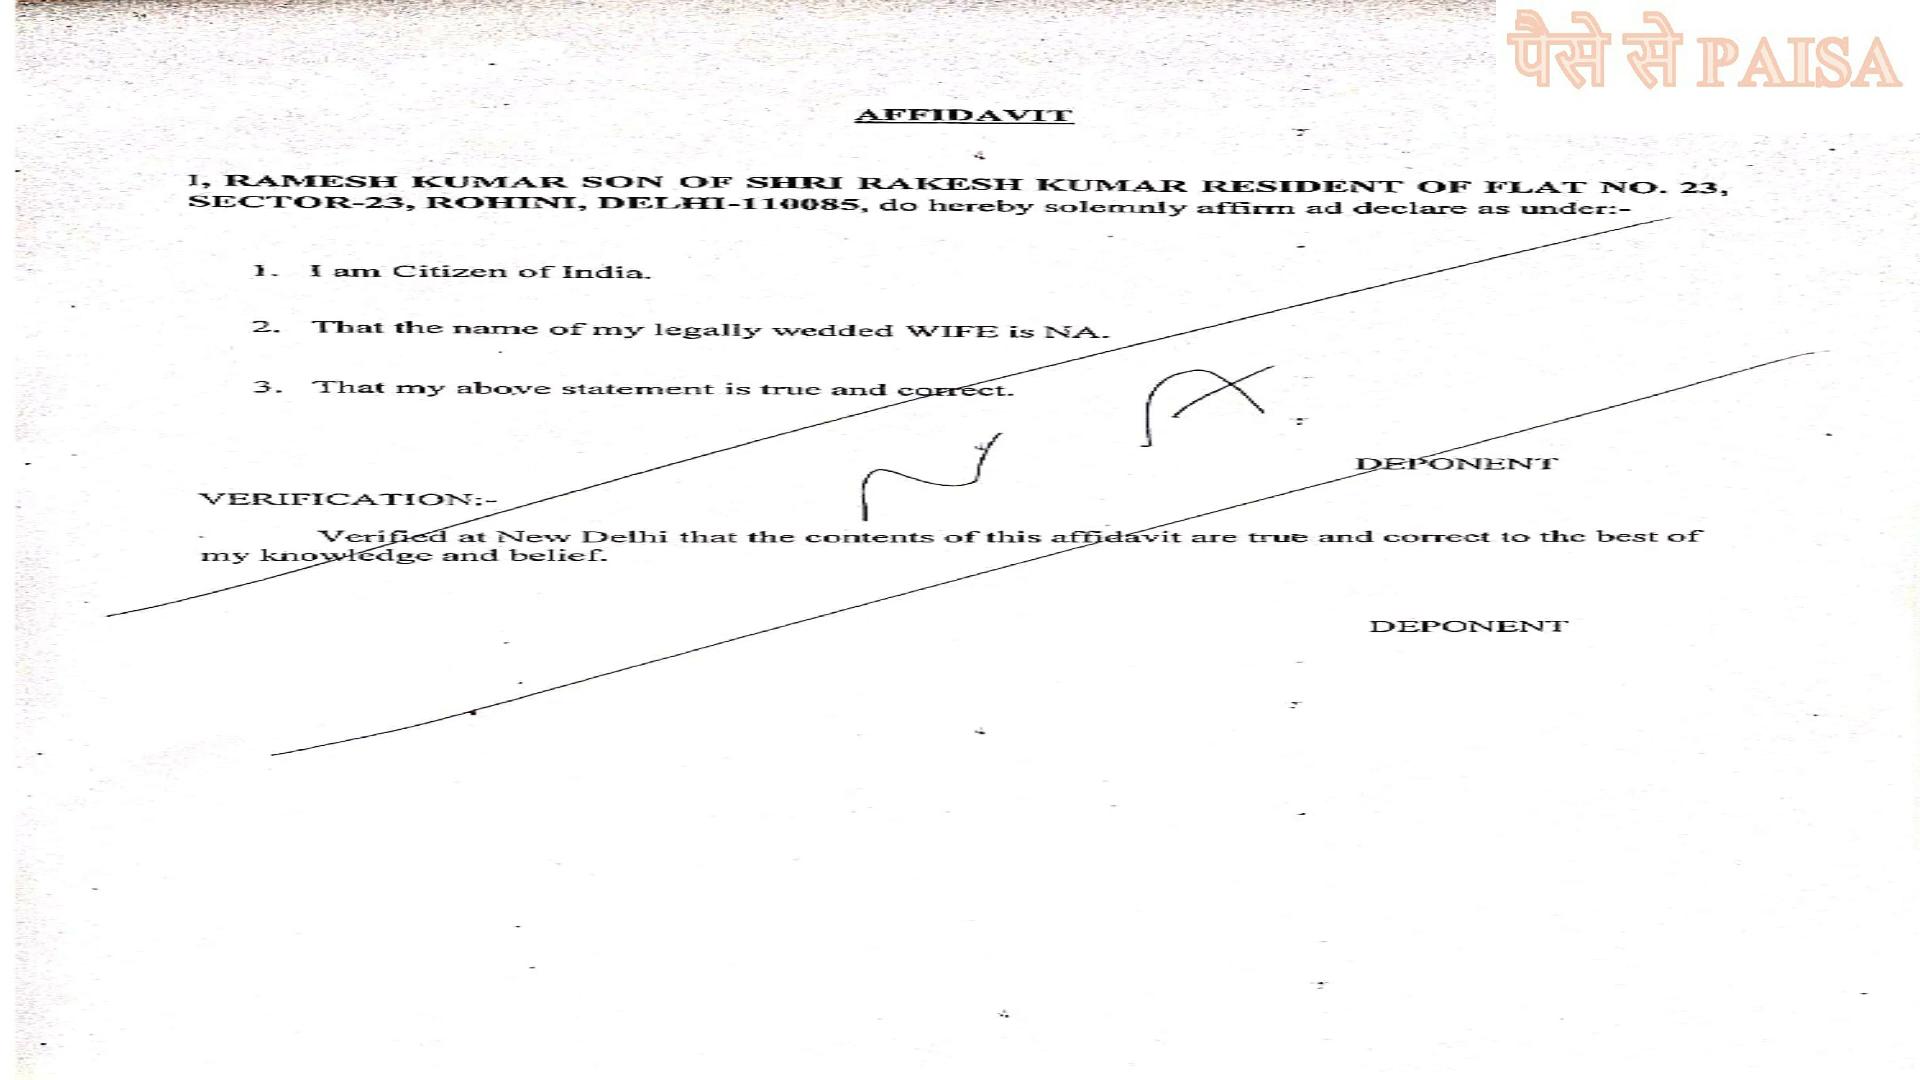 पैसे से PAISA
AFFIDAVIT
I, RAMESH KUMAR SON OF SHRI RAKESH KUMAR RESIDENT OF FLAT NO. 23,
SECTOR-23, ROHINI, DELHI-110085, do hereby solemnly affirm ad declare as under:-
1. I am Citizen of India.
2. That the name of my legally wedded WIFE is NA.
3. That my above statement is true and correct.
N A
DEPONENT
VERIFICATION:-
Verified at New Delhi that the contents of this affidavit are true and correct to the best of
my knowledge and belief.
DEPONENT